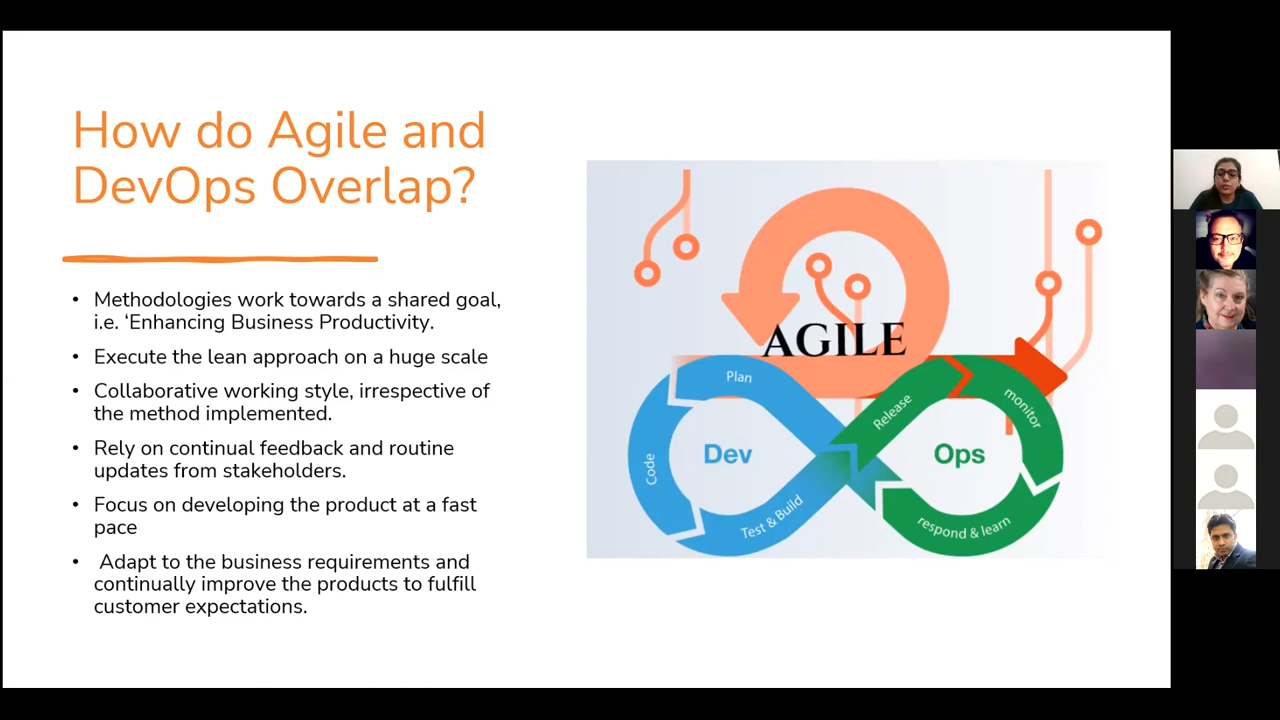 How do Agile and
DevOps Overlap?
• Methodologies work towards a shared goal,
i.e. ‘Enhancing Business Productivity.
• Execute the lean approach on a huge scale
• Collaborative working style, irrespective of
the method implemented.
• Rely on continual feedback and routine
updates from stakeholders.
• Focus on developing the product at a fast
pace
• Adapt to the business requirements and
continually improve the products to fulfill
customer expectations.
AGILE
Plan
Code
Test & Build
Dev
Release
monitor
Ops
respond & learn